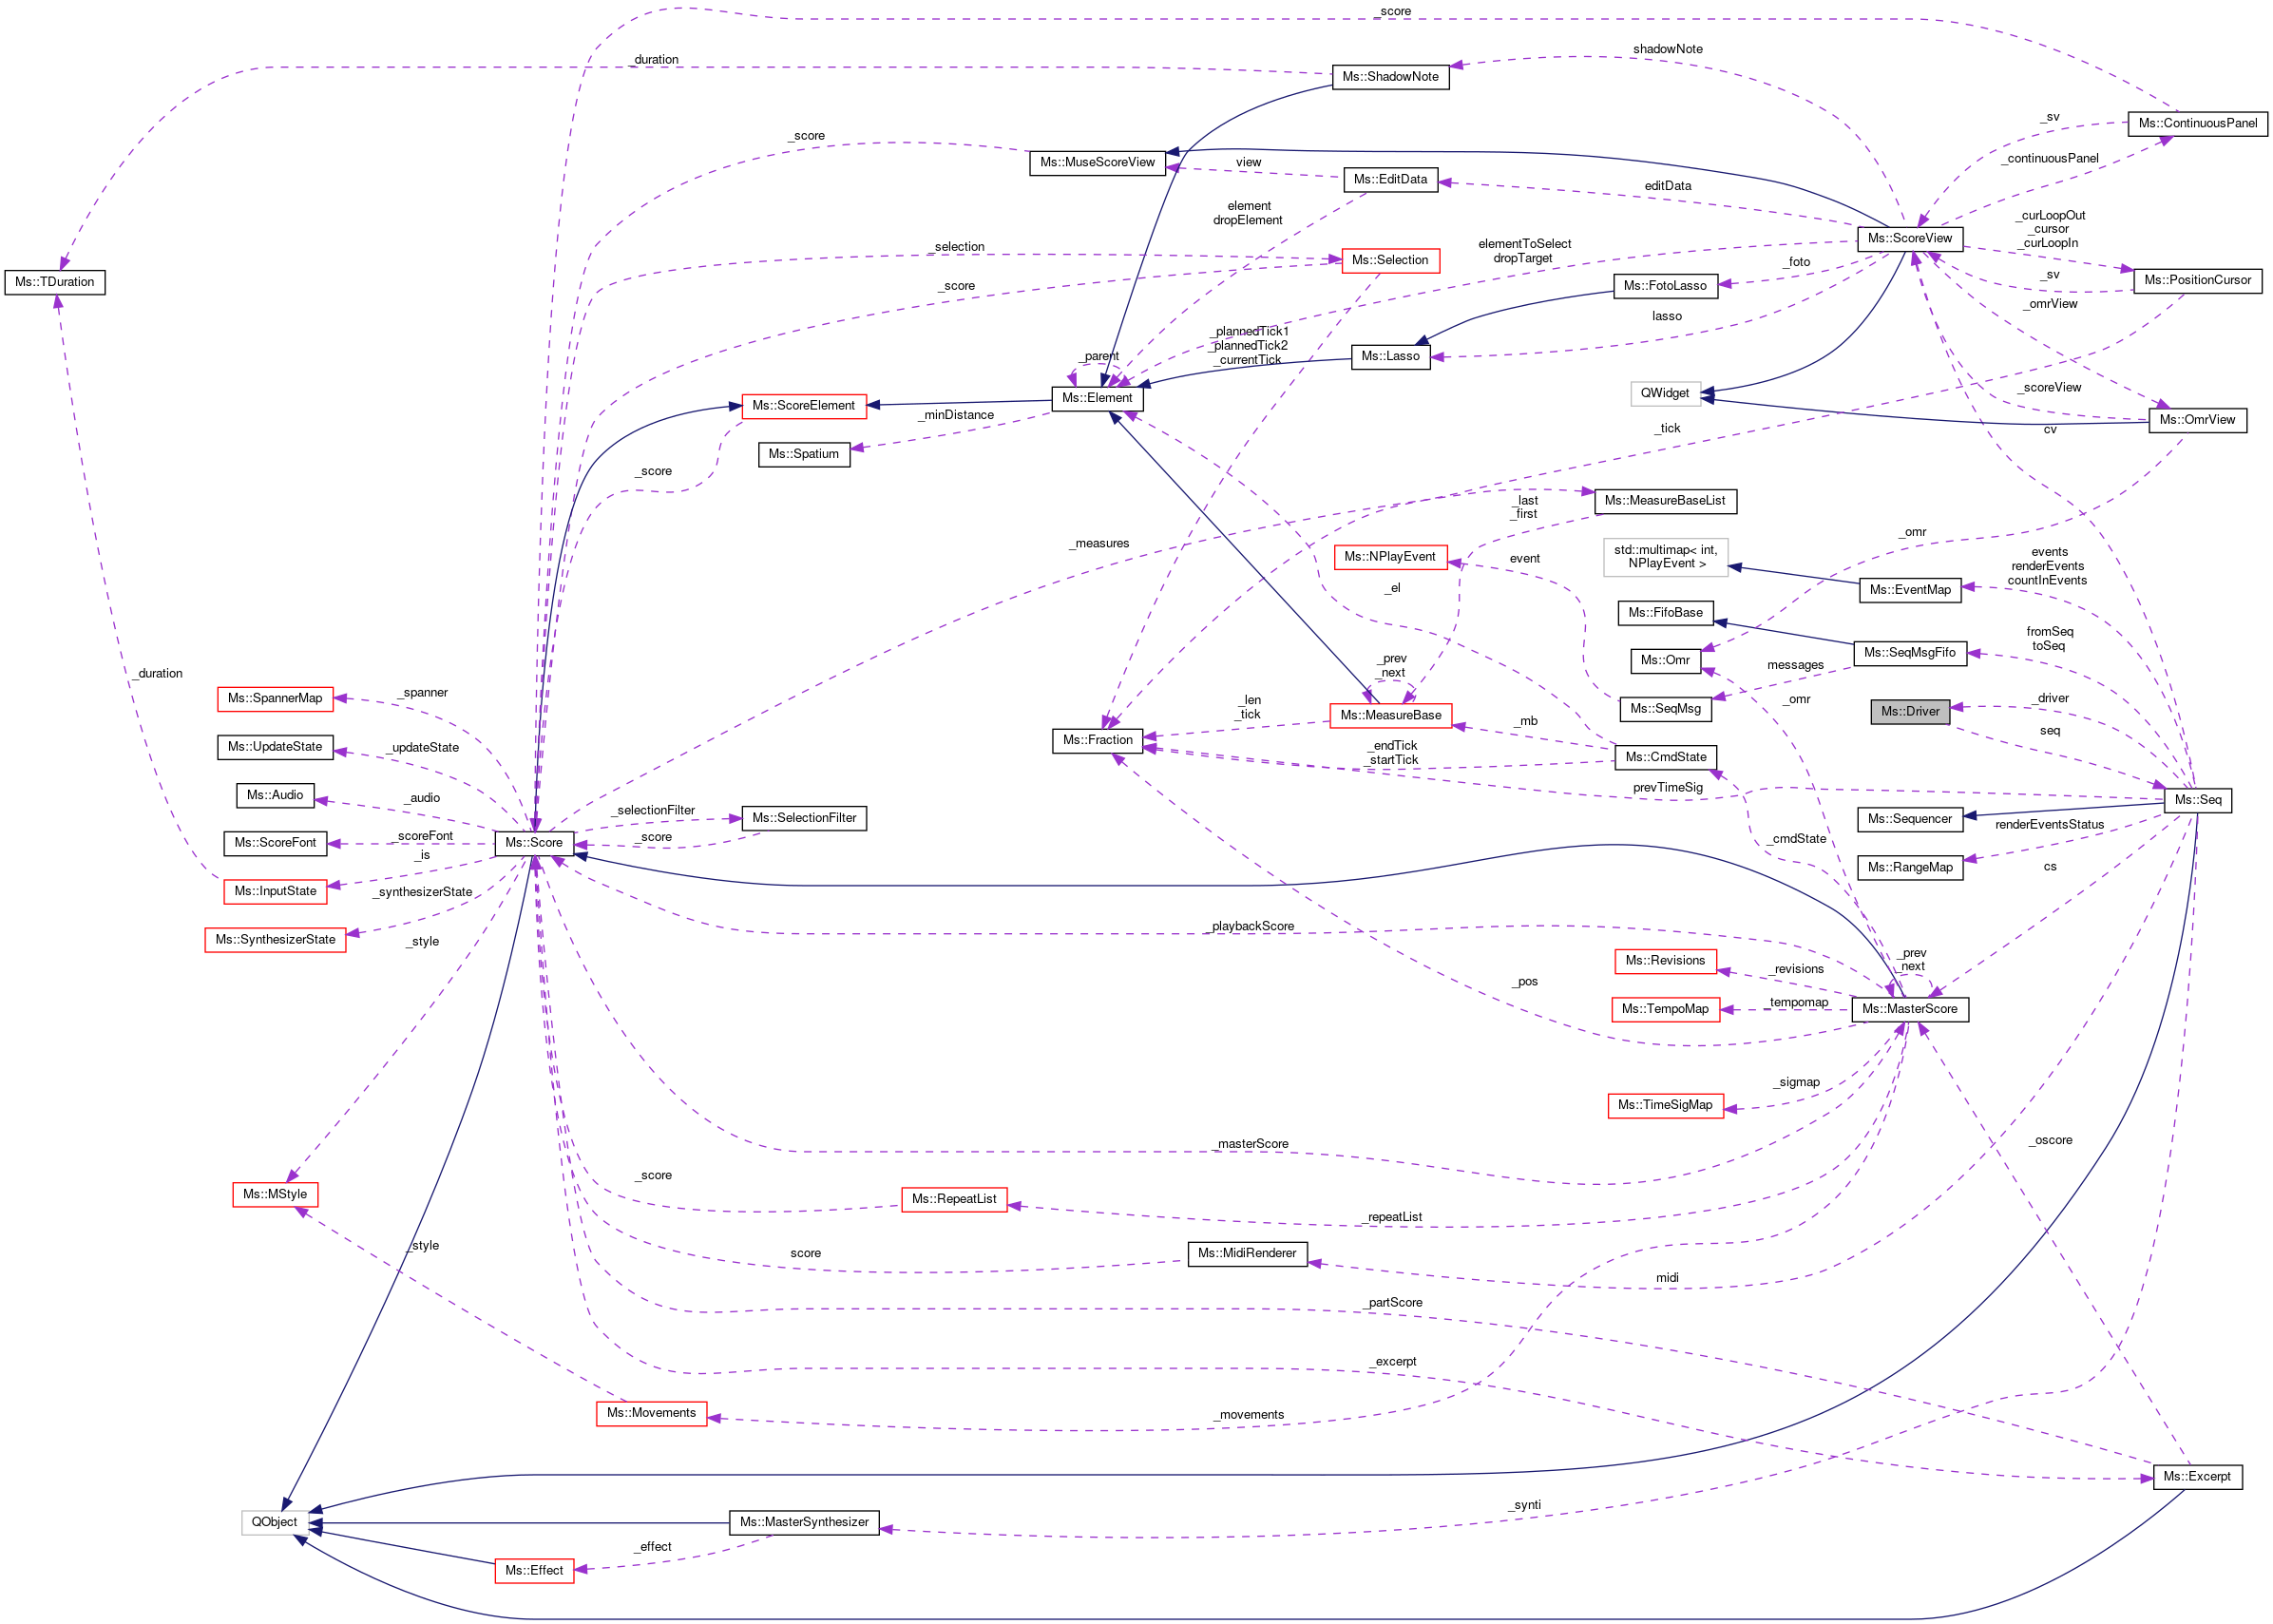 _score
shadowNote
_duration
Ms::ShadowNote
_sv
Ms::ContinuousPanel
_score
Ms::MuseScoreView
view
_continuousPanel
Ms::EditData
editData
element
dropElement
_curLoopOut
_cursor
_curLoopIn
Ms::ScoreView
_selection
Ms::Selection
elementToSelect
dropTarget
_foto
_sv
Ms::TDuration
_score
Ms::FotoLasso
Ms::PositionCursor
_omrView
lasso
_plannedTick1
_plannedTick2
_currentTick
_parent
Ms::Lasso
_scoreView
Ms::ScoreElement
Ms::Element
QWidget
_minDistance
_tick
cv
Ms::OmrView
Ms::Spatium
_score
_last
_first
Ms::MeasureBaseList
_measures
_omr
Ms::NPlayEvent
event
std::multimap< int,
NPlayEvent >
events
renderEvents
countInEvents
_el
Ms::EventMap
Ms::FifoBase
fromSeq
toSeq
_prev
_next
Ms::Omr
messages
Ms::SeqMsgFifo
_duration
_spanner
Ms::SpannerMap
_len
_tick
Ms::MeasureBase
_mb
Ms::SeqMsg
_omr
Ms::Driver
_driver
seq
Ms::UpdateState
_updateState
Ms::Fraction
_endTick
_startTick
Ms::CmdState
prevTimeSig
Ms::Audio
_audio
Ms::Seq
_selectionFilter
Ms::SelectionFilter
Ms::Sequencer
renderEventsStatus
Ms::ScoreFont
_scoreFont
Ms::Score
_score
_cmdState
_is
Ms::RangeMap
cs
Ms::InputState
_synthesizerState
_playbackScore
Ms::SynthesizerState
_style
_prev
_next
Ms::Revisions
_revisions
_pos
Ms::TempoMap
_tempomap
Ms::MasterScore
_sigmap
Ms::TimeSigMap
_masterScore
_oscore
_score
Ms::MStyle
Ms::RepeatList
_repeatList
_style
score
Ms::MidiRenderer
midi
_partScore
_excerpt
Ms::Movements
_movements
Ms::Excerpt
_synti
QObject
Ms::MasterSynthesizer
_effect
Ms::Effect